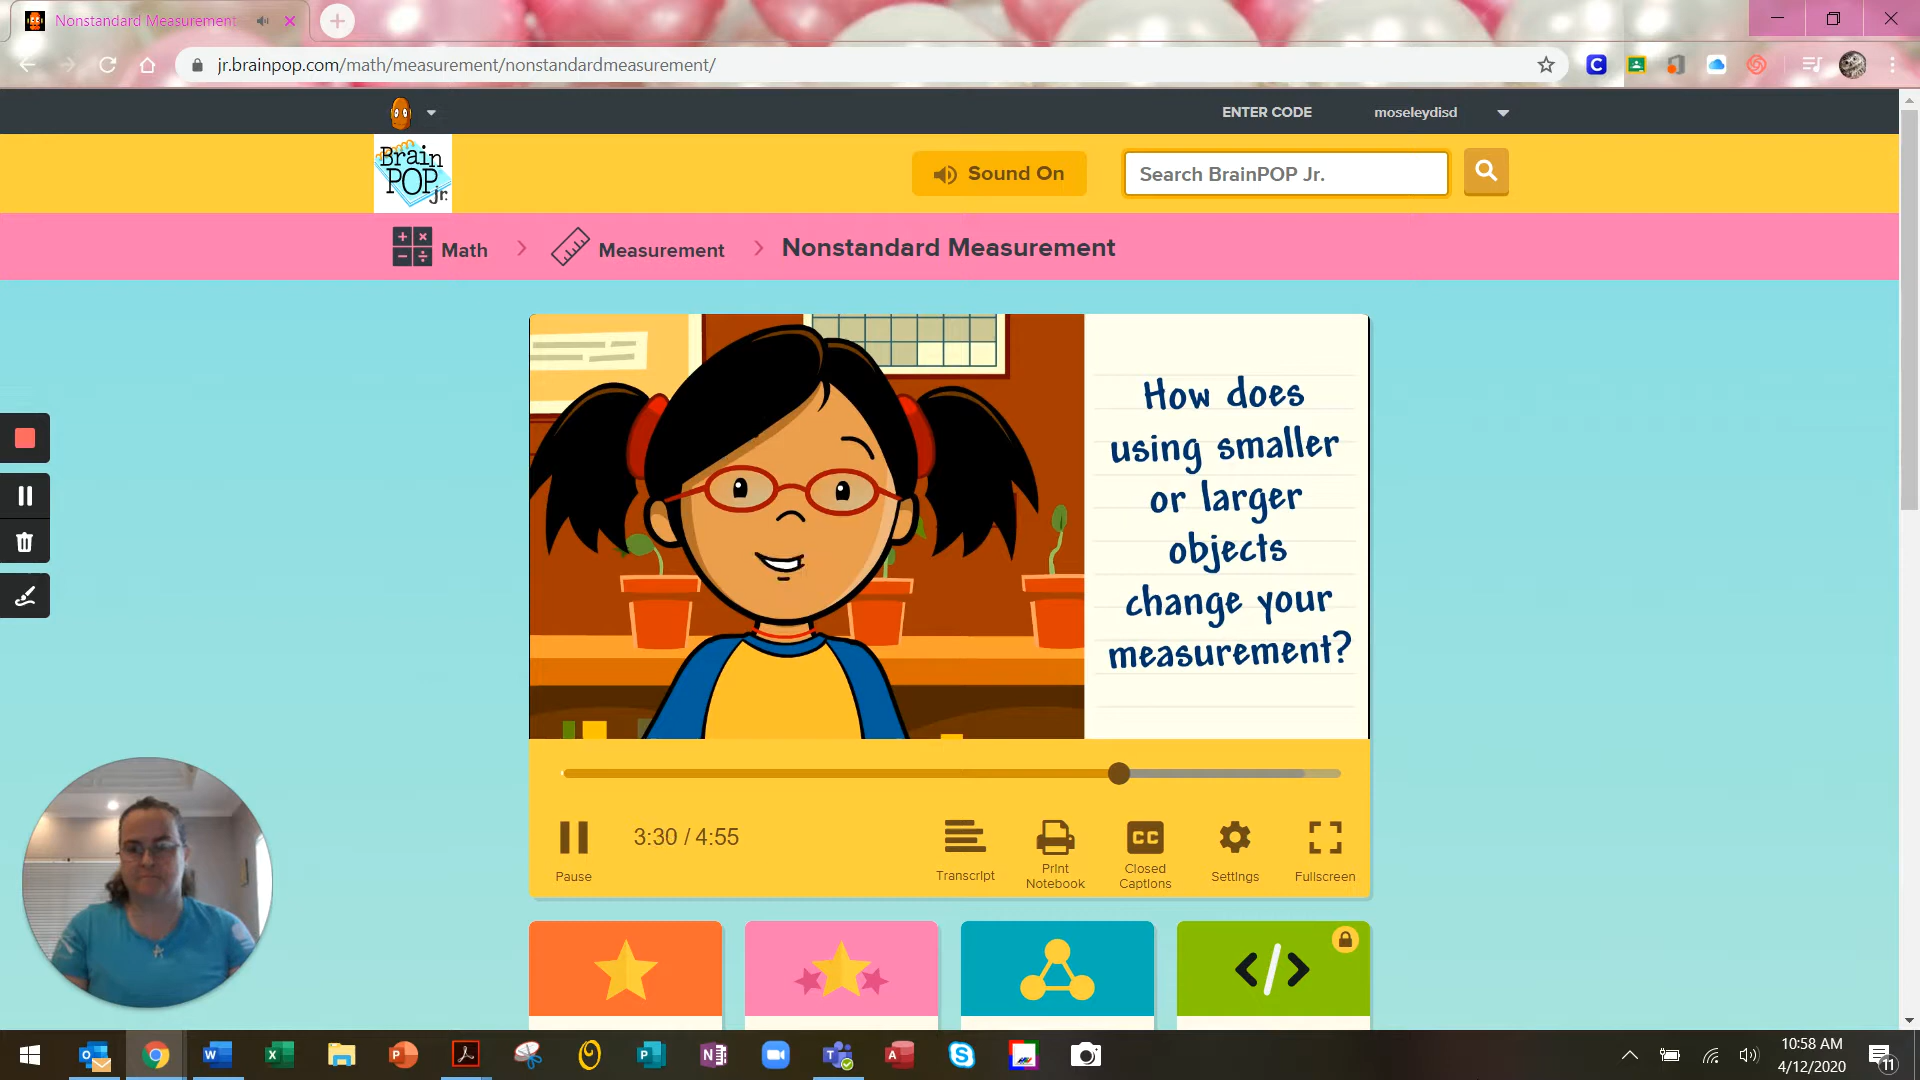 Nonstandard Measurement
jr.brainpop.com/math/measurement/nonstandardmeasurement/
ENTER CODE
moseleydisd
Brain
POP
jr.
Sound On
Search BrainPOP Jr.
Math
Measurement
Nonstandard Measurement
How does
using smaller
or larger
objects
change your
measurement?
3:30 / 4:55
Pause
Transcript
Print
Notebook
CC
Closed
Captions
Settings
Fullscreen
10:58 AM
4/12/2020
11